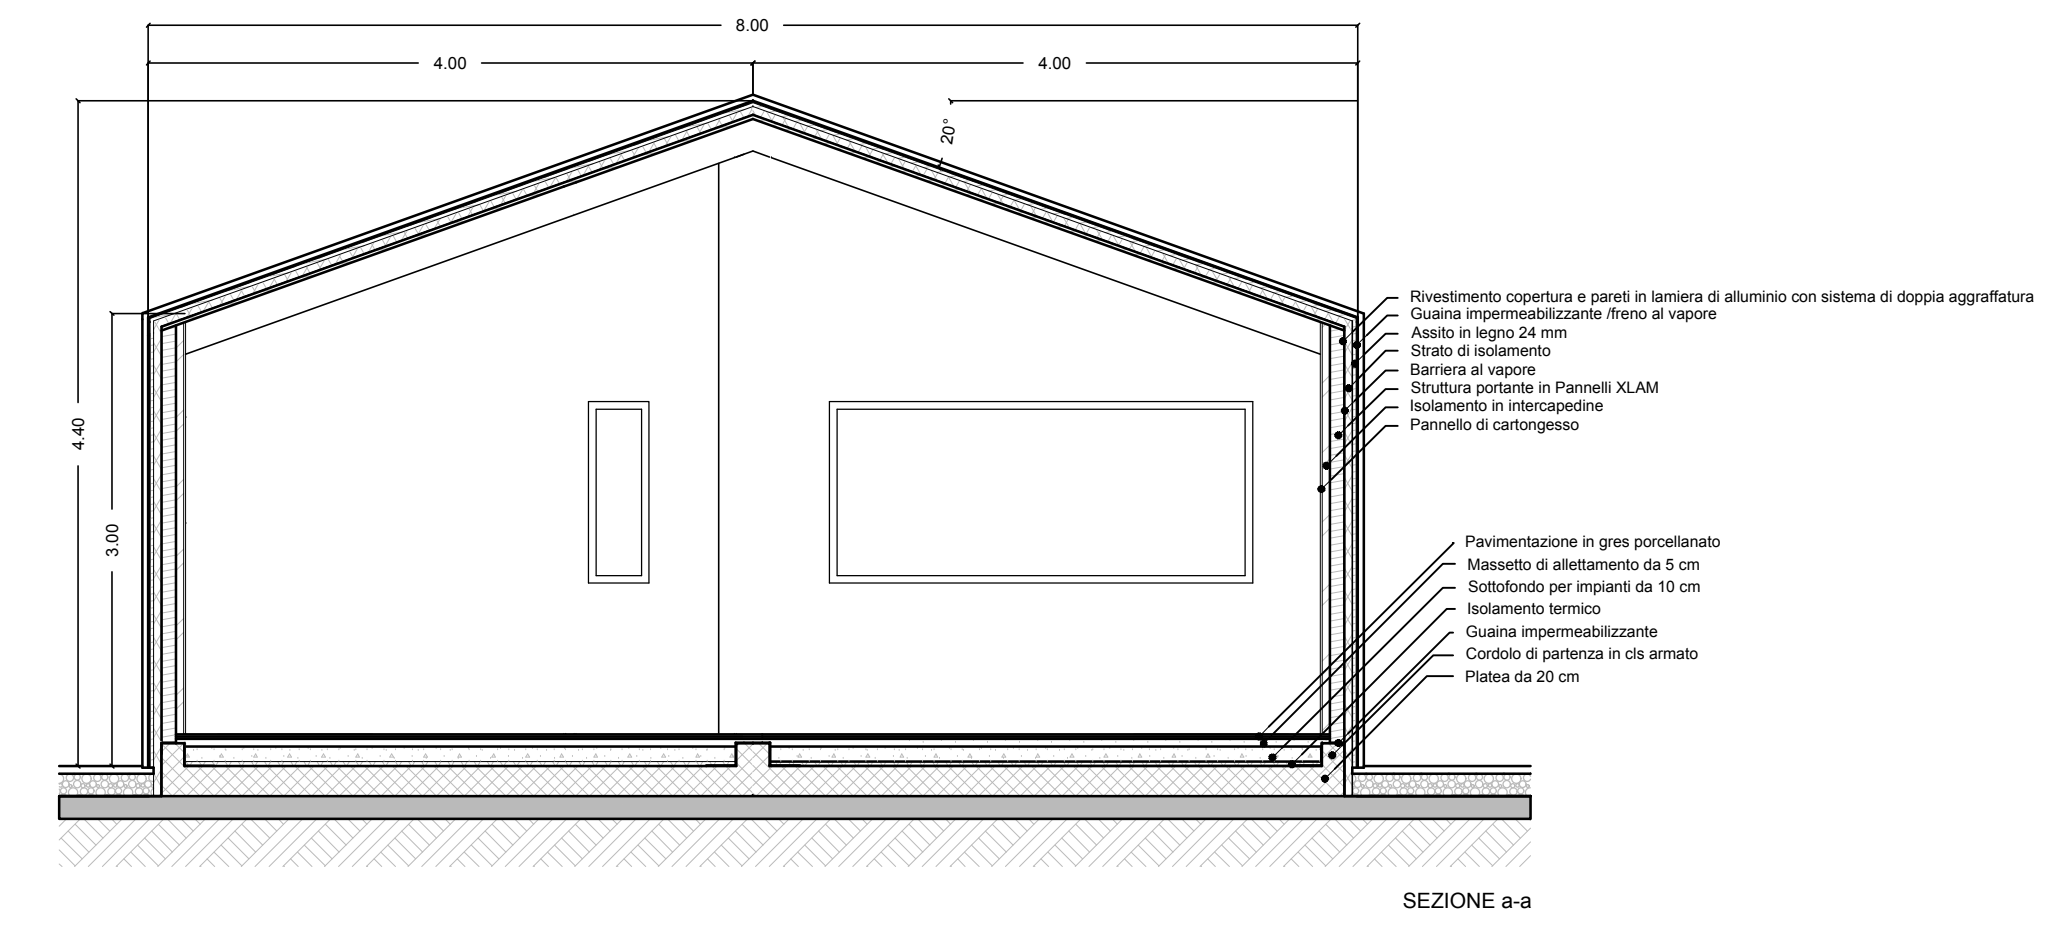 8.00
4.00
4.00
20°
4.40
3.00
Rivestimento copertura e pareti in lamiera di alluminio con sistema di doppia aggraffatura
Guaina impermeabilizzante /freno al vapore
Assito in legno 24 mm
Strato di isolamento
Barriera al vapore
Struttura portante in Pannelli XLAM
Isolamento in intercapedine
Pannello di cartongesso
Pavimentazione in gres porcellanato
Massetto di allettamento da 5 cm
Sottofondo per impianti da 10 cm
Isolamento termico
Guaina impermeabilizzante
Cordolo di partenza in cls armato
Platea da 20 cm
SEZIONE a-a